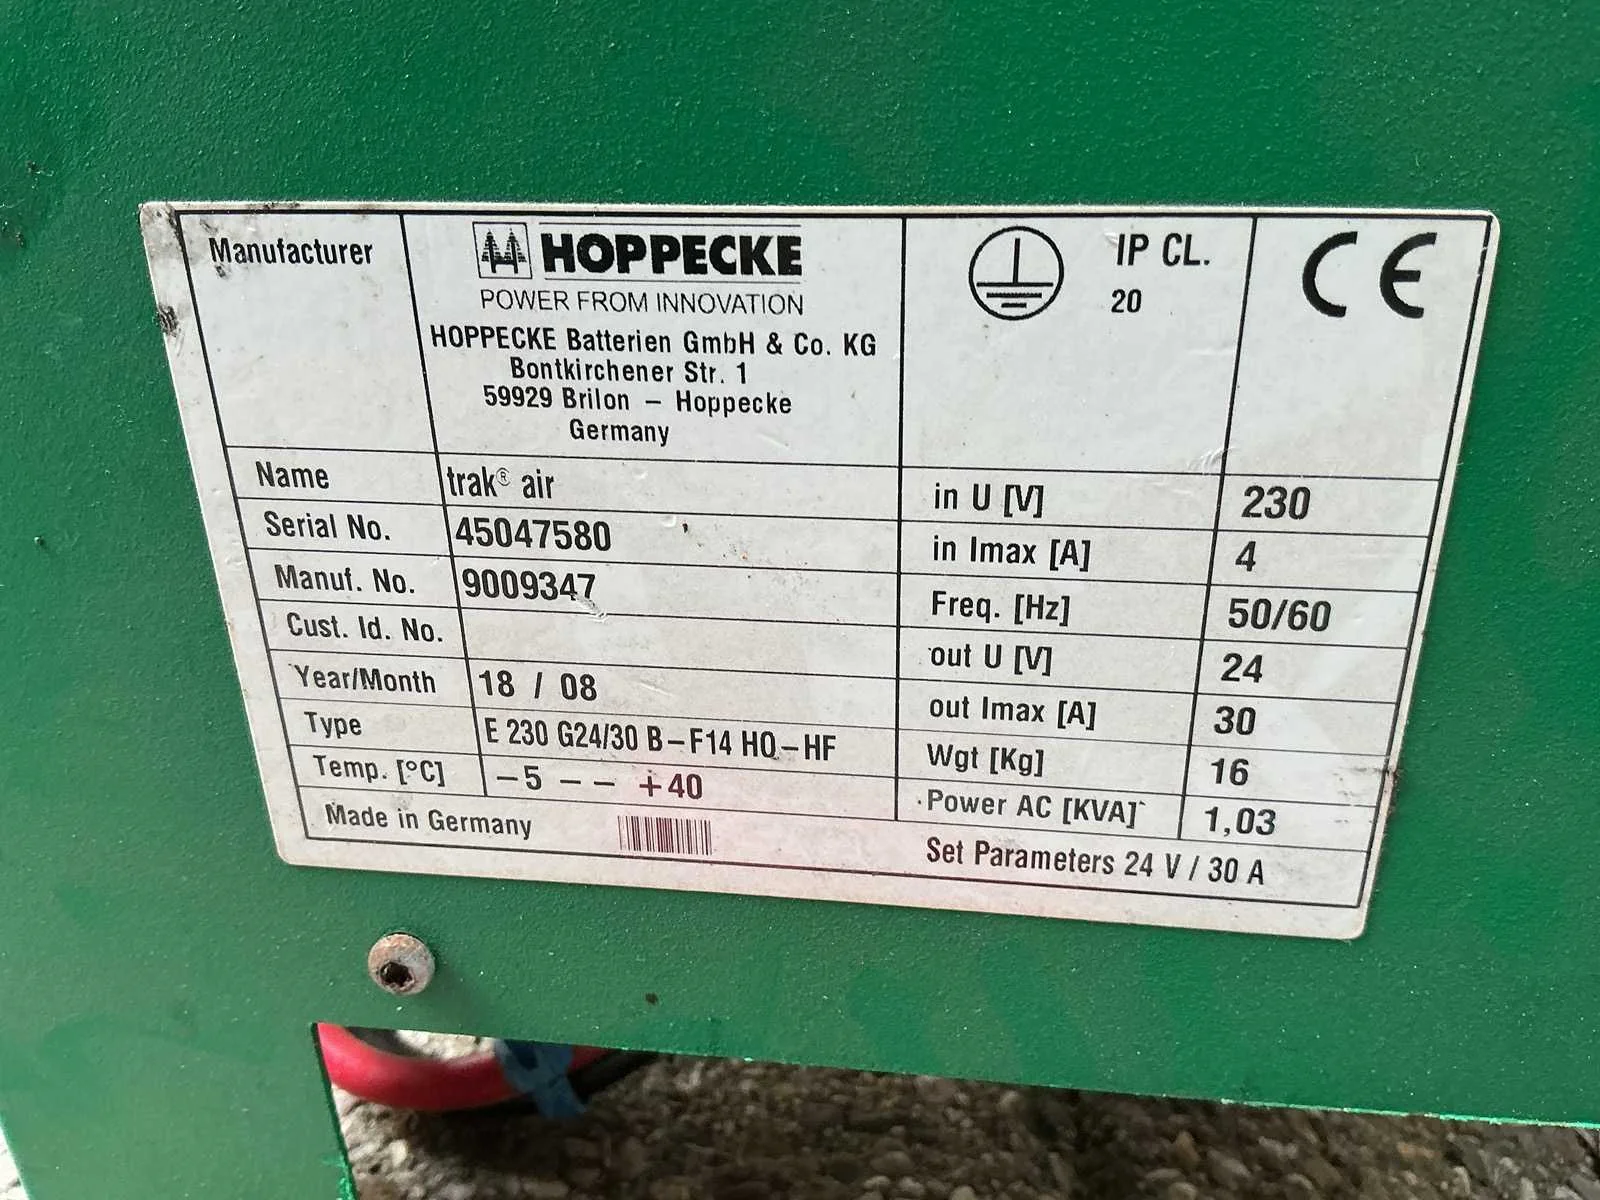 Manufacturer
HOPPECKE
POWER FROM INNOVATION
HOPPECKE Batterien GmbH & Co. KG
Bontkirchener Str. 1
59929 Brilon – Hoppecke
Germany
IP CL.
20
CE
Name trak® air
Serial No. 45047580
Manuf. No. 9009347
Cust. Id. No.
Year/Month 18 / 08
Type E 230 G24/30 B–F14 HO–HF
Temp. [°C] –5 – – +40
Made in Germany
in U [V] 230
in Imax [A] 4
Freq. [Hz] 50/60
out U [V] 24
out Imax [A] 30
Wgt [Kg] 16
Power AC [KVA] 1,03
Set Parameters 24 V / 30 A